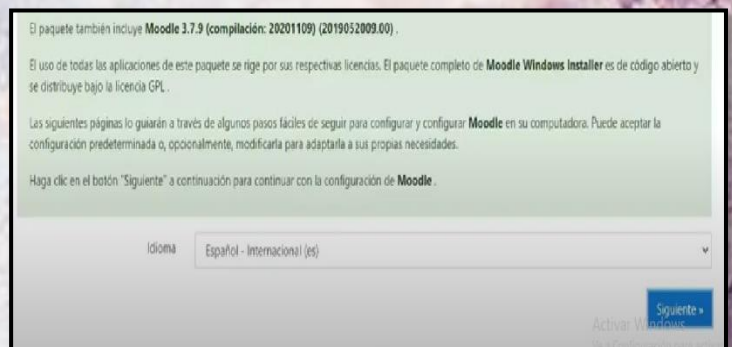 El paquete también incluye Moodle 3.7.9 (compilación: 20201109) (2019052009.00) .
El uso de todas las aplicaciones de este paquete se rige por sus respectivas licencias. El paquete completo de Moodle Windows Installer es de código abierto y
se distribuye bajo la licencia GPL .
Las siguientes páginas lo guiarán a través de algunos pasos fáciles de seguir para configurar y configurar Moodle en su computadora. Puede aceptar la
configuración predeterminada o, opcionalmente, modificarla para adaptarla a sus propias necesidades.
Haga clic en el botón "Siguiente" a continuación para continuar con la configuración de Moodle .
Idioma
Español - Internacional (es)
Siguiente »
Activar Windows